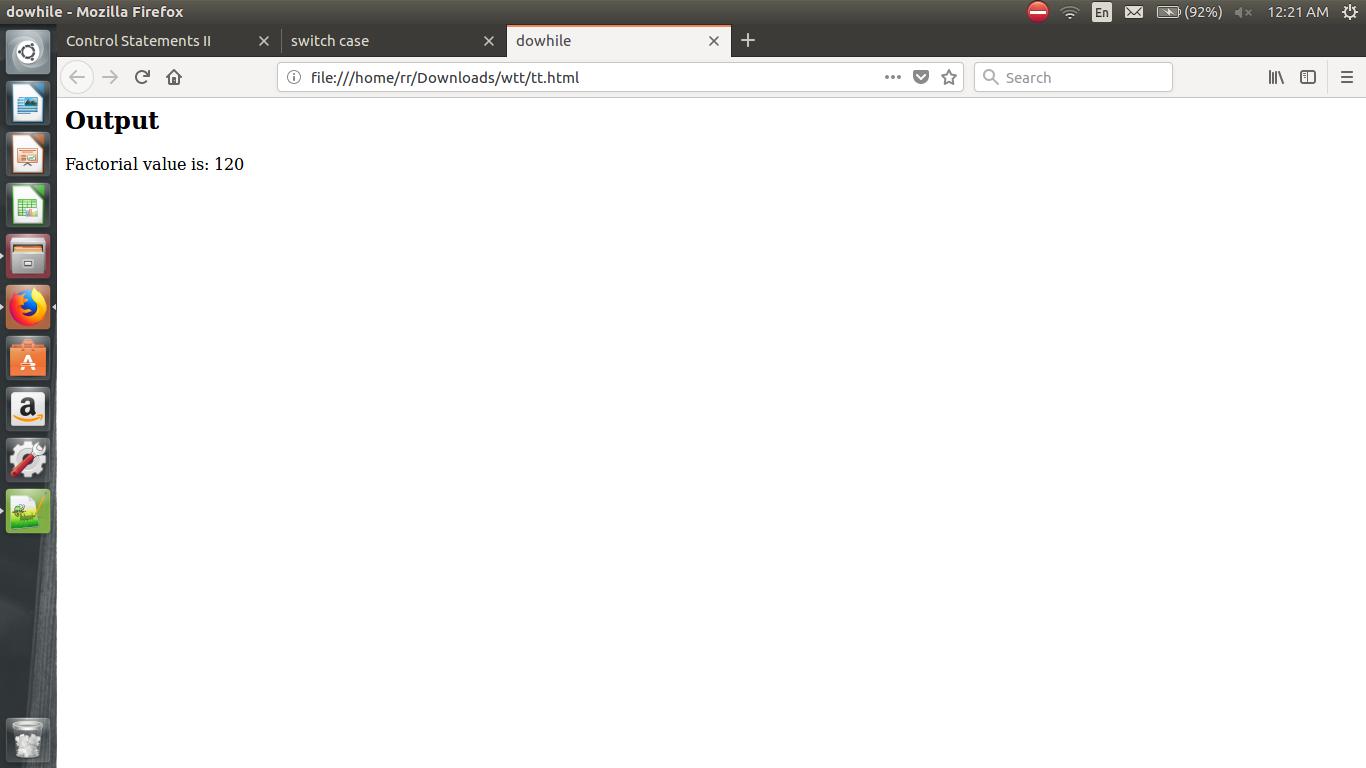 dowhile - Mozilla Firefox
En
(92%)
12:21 AM
Control Statements II
switch case
dowhile
file:///home/rr/Downloads/wtt/tt.html
Search
Output
Factorial value is: 120